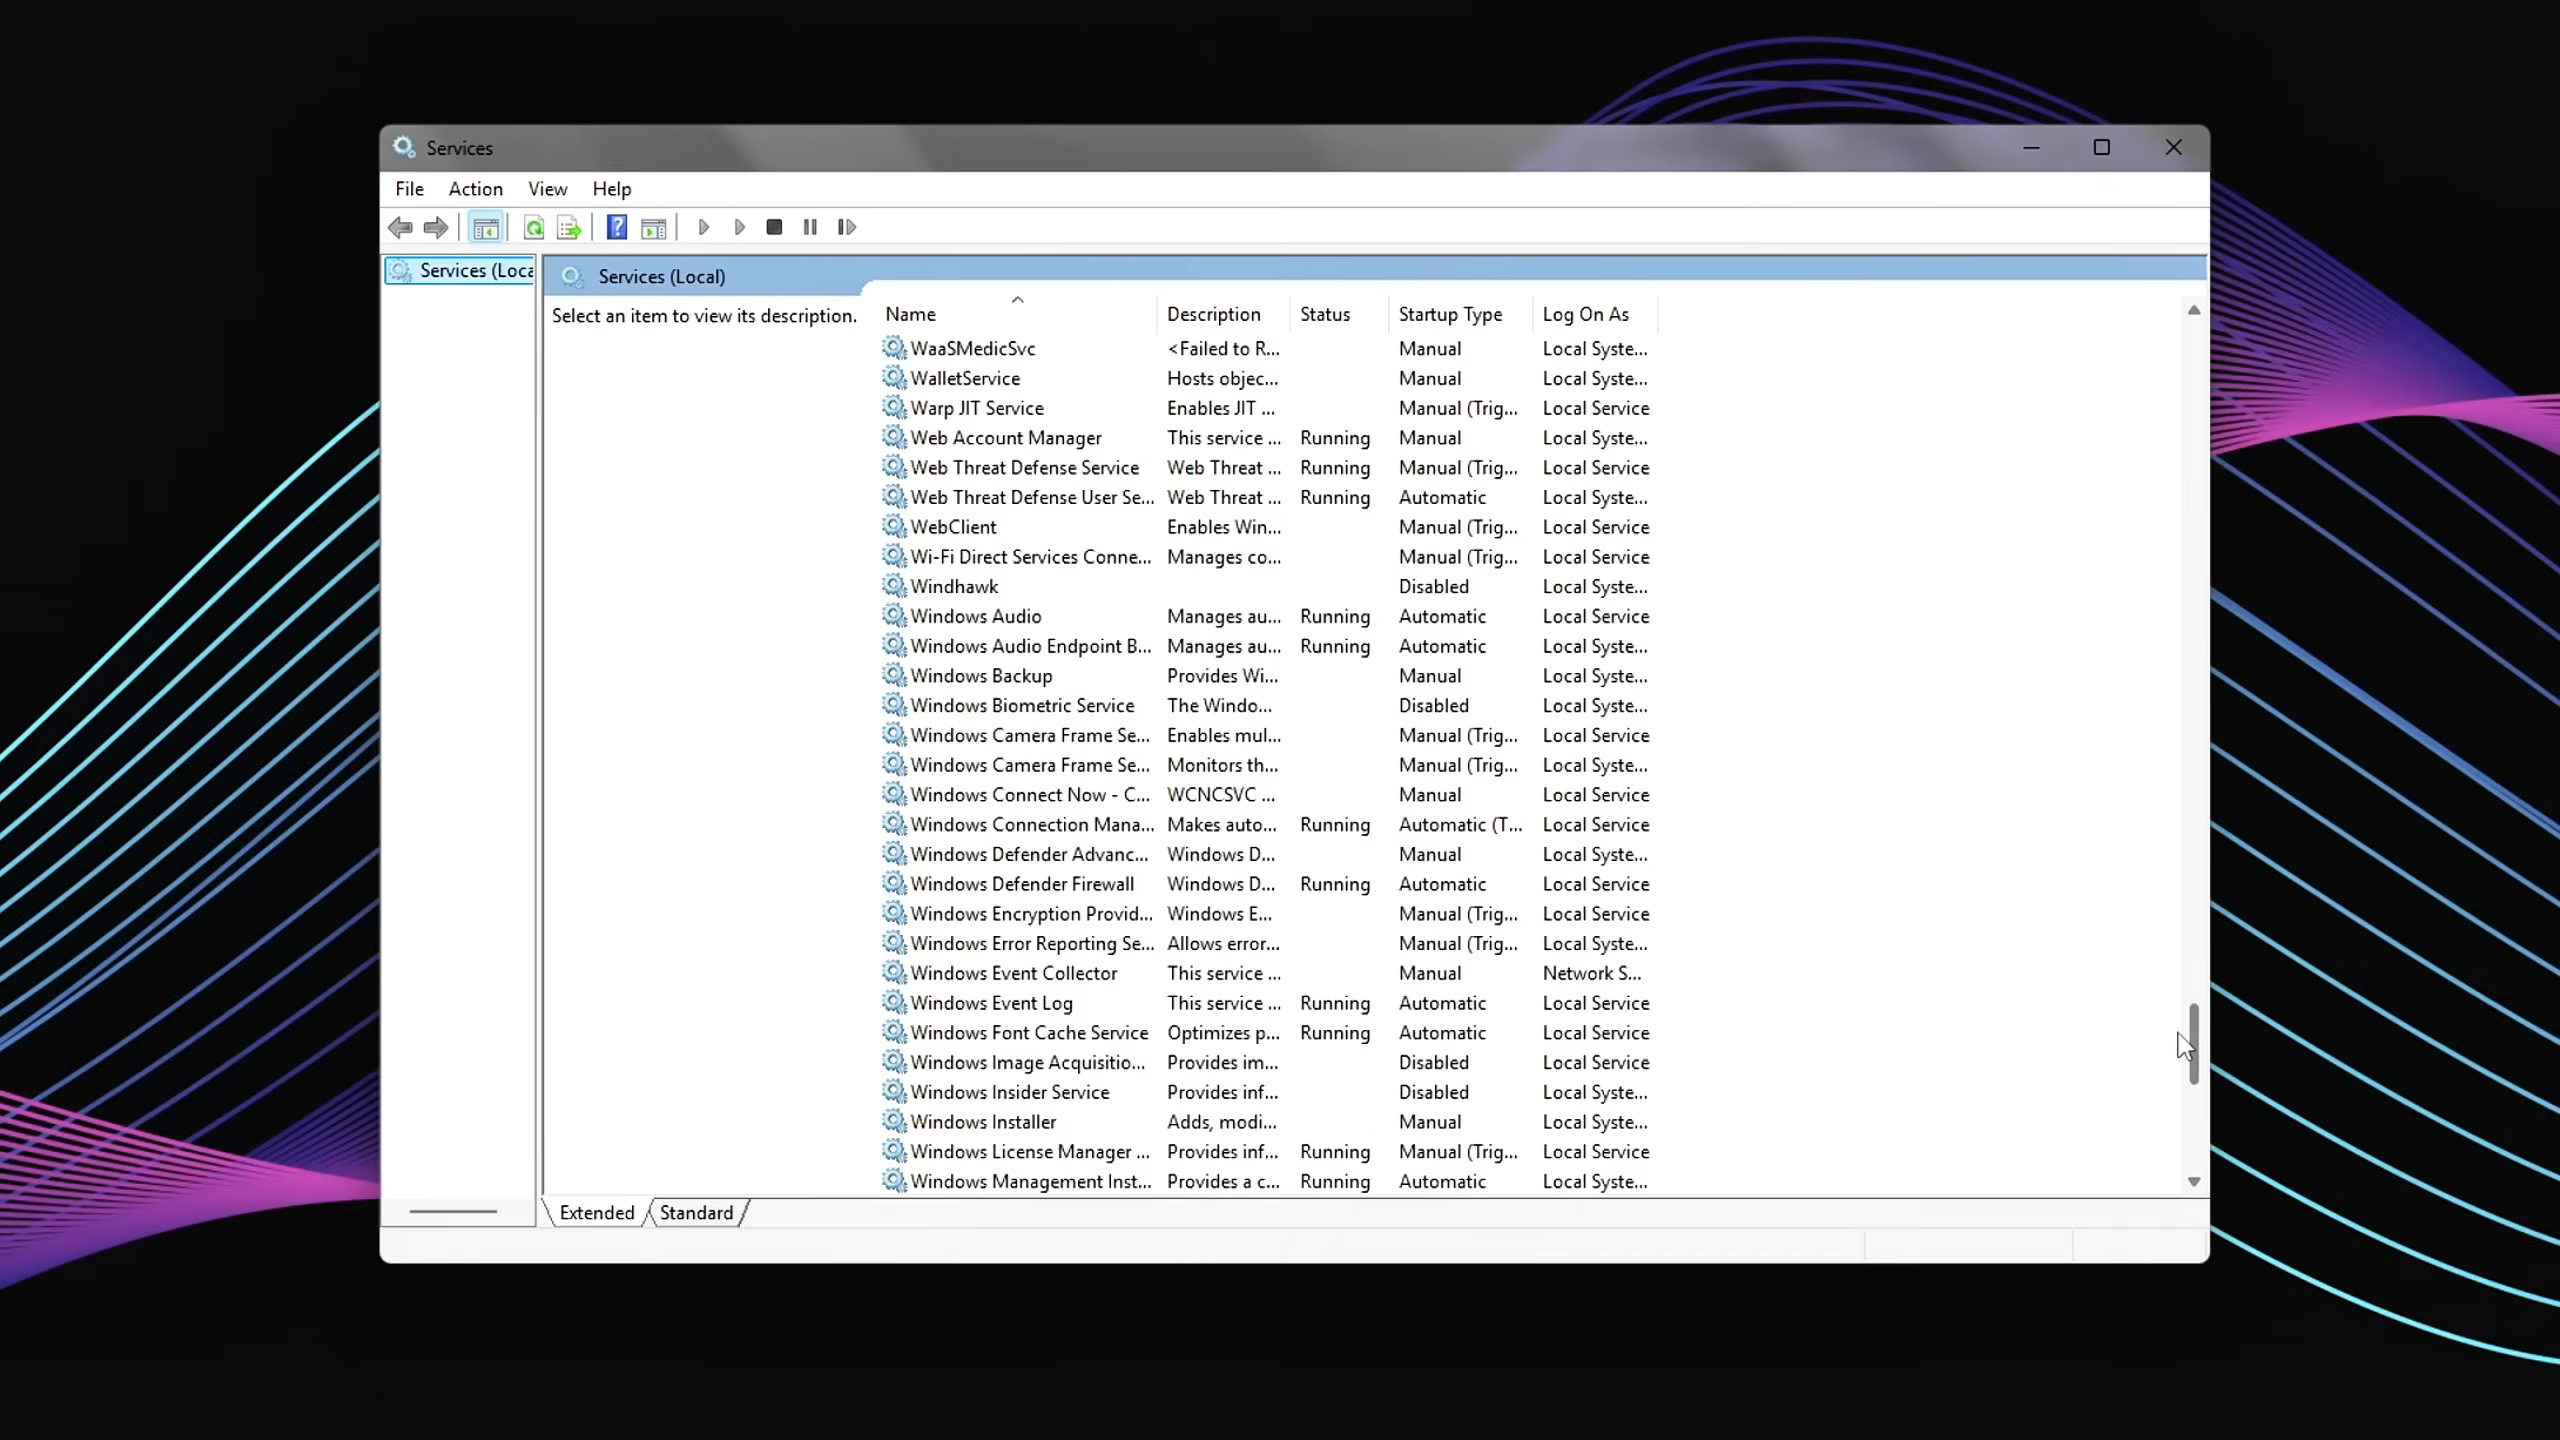 Services
File Action View Help
Services (Loca
Services (Local)
Select an item to view its description.
Name Description Status Startup Type Log On As
WaaSMedicSvc <Failed to R... Manual Local Syste...
WalletService Hosts objec... Manual Local Syste...
Warp JIT Service Enables JIT ... Manual (Trig... Local Service
Web Account Manager This service ... Running Manual Local Syste...
Web Threat Defense Service Web Threat ... Running Manual (Trig... Local Service
Web Threat Defense User Se... Web Threat ... Running Automatic Local Syste...
WebClient Enables Win... Manual (Trig... Local Service
Wi-Fi Direct Services Conne... Manages co... Manual (Trig... Local Service
Windhawk Disabled Local Syste...
Windows Audio Manages au... Running Automatic Local Service
Windows Audio Endpoint B... Manages au... Running Automatic Local Syste...
Windows Backup Provides Wi... Manual Local Syste...
Windows Biometric Service The Windo... Disabled Local Syste...
Windows Camera Frame Se... Enables mul... Manual (Trig... Local Service
Windows Camera Frame Se... Monitors th... Manual (Trig... Local Syste...
Windows Connect Now - C... WCNCSVC ... Manual Local Service
Windows Connection Mana... Makes auto... Running Automatic (T... Local Service
Windows Defender Advanc... Windows D... Manual Local Syste...
Windows Defender Firewall Windows D... Running Automatic Local Service
Windows Encryption Provid... Windows E... Manual (Trig... Local Service
Windows Error Reporting Se... Allows error... Manual (Trig... Local Syste...
Windows Event Collector This service ... Manual Network S...
Windows Event Log This service ... Running Automatic Local Service
Windows Font Cache Service Optimizes p... Running Automatic Local Service
Windows Image Acquisitio... Provides im... Disabled Local Service
Windows Insider Service Provides inf... Disabled Local Syste...
Windows Installer Adds, modi... Manual Local Syste...
Windows License Manager ... Provides inf... Running Manual (Trig... Local Service
Windows Management Inst... Provides a c... Running Automatic Local Syste...
Extended Standard